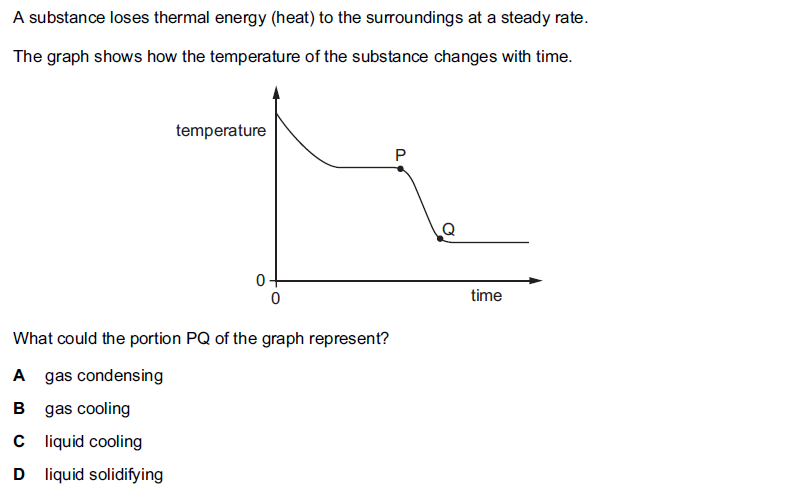 A substance loses thermal energy (heat) to the surroundings at a steady rate.
The graph shows how the temperature of the substance changes with time.
temperature
P
Q
0
0
time
What could the portion PQ of the graph represent?
A gas condensing
B gas cooling
C liquid cooling
D liquid solidifying